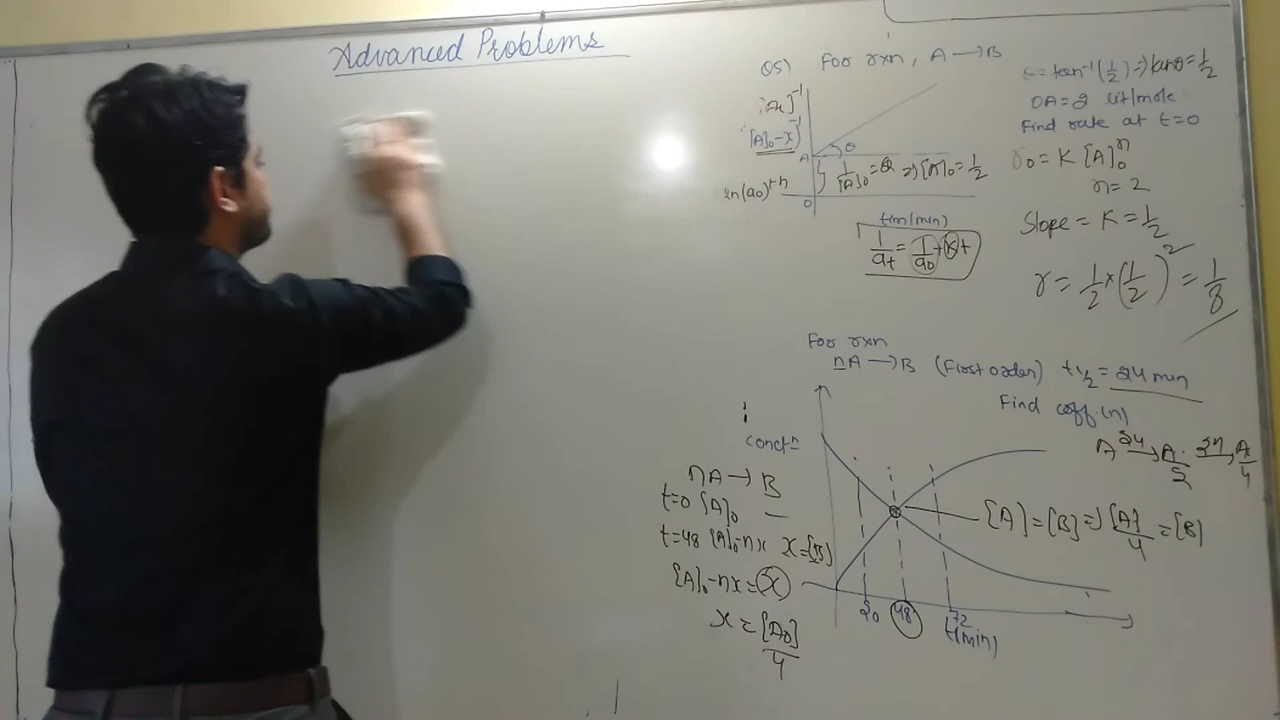 Advanced Problems
Q5) For rxn, A → B
= tan⁻¹(1/2) => tanθ = 1/2
OA = 2 lit/mole
Find rate at t=0
[A]⁻¹
[A]₀-x)⁻¹
A θ
1/[A]₀ = 2 => [A]₀ = 1/2
0
r₀ = K [A]₀ⁿ
n = 2
t(m/min)
1/at = 1/a₀ + Kt
Slope = K = 1/2
r = 1/2 × (1/2)² = 1/8
For rxn
nA → B (First order) t½ = 24 min
Find coff.(n)
A 24→ A/2 24→ A/4
concⁿ
nA → B
t=0 [A]₀ —
t=48 [A]₀-nx x=[B]
[A]₀-nx = x
x = [A₀]/4
[A] = [B] => [A]/4 = [B]
20 48 72
t(min)